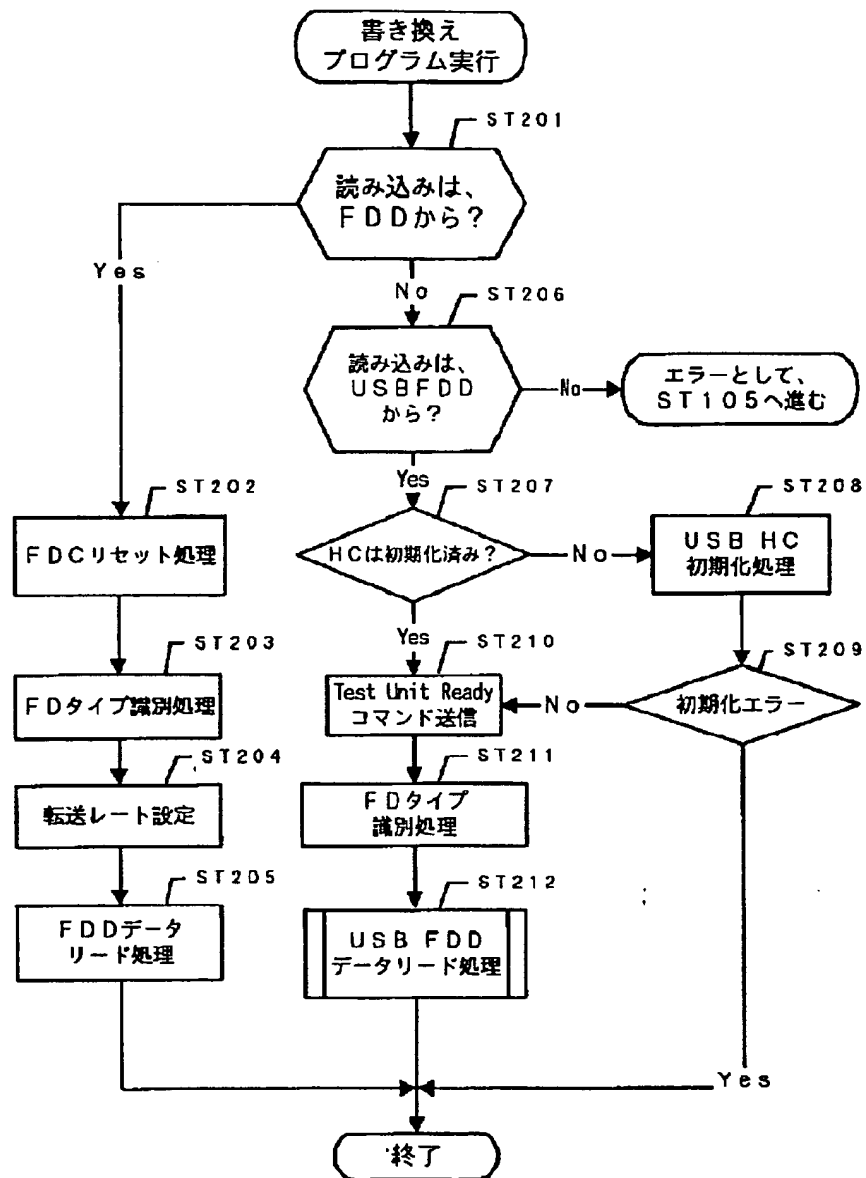 書き換え
プログラム実行
ST201
読み込みは、
FDDから?
Yes
No
ST206
読み込みは、
USBFDD
から?
No
エラーとして、
ST105へ進む
Yes
ST202
FDCリセット処理
ST207
HCは初期化済み?
No
ST208
USB HC
初期化処理
ST203
FDタイプ識別処理
Yes
ST210
Test Unit Ready
コマンド送信
No
ST209
初期化エラー
ST204
転送レート設定
ST211
FDタイプ
識別処理
ST205
FDDデータ
リード処理
ST212
USB FDD
データリード処理
Yes
終了